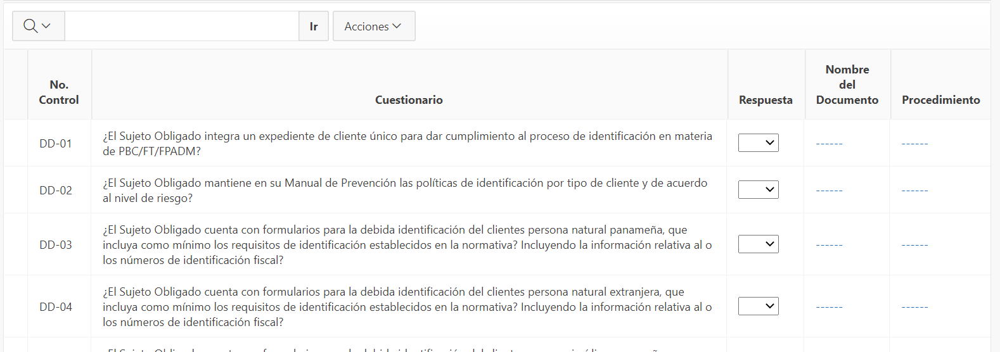 Ir
Acciones
No.
Control
Cuestionario
Respuesta
Nombre
del
Documento
Procedimiento
DD-01
¿El Sujeto Obligado integra un expediente de cliente único para dar cumplimiento al proceso de identificación en materia
de PBC/FT/FPADM?
------
------
DD-02
¿El Sujeto Obligado mantiene en su Manual de Prevención las políticas de identificación por tipo de cliente y de acuerdo
al nivel de riesgo?
------
------
DD-03
¿El Sujeto Obligado cuenta con formularios para la debida identificación del clientes persona natural panameña, que
incluya como mínimo los requisitos de identificación establecidos en la normativa? Incluyendo la información relativa al o
los números de identificación fiscal?
------
------
DD-04
¿El Sujeto Obligado cuenta con formularios para la debida identificación del clientes persona natural extranjera, que
incluya como mínimo los requisitos de identificación establecidos en la normativa? Incluyendo la información relativa al o
los números de identificación fiscal?
------
------